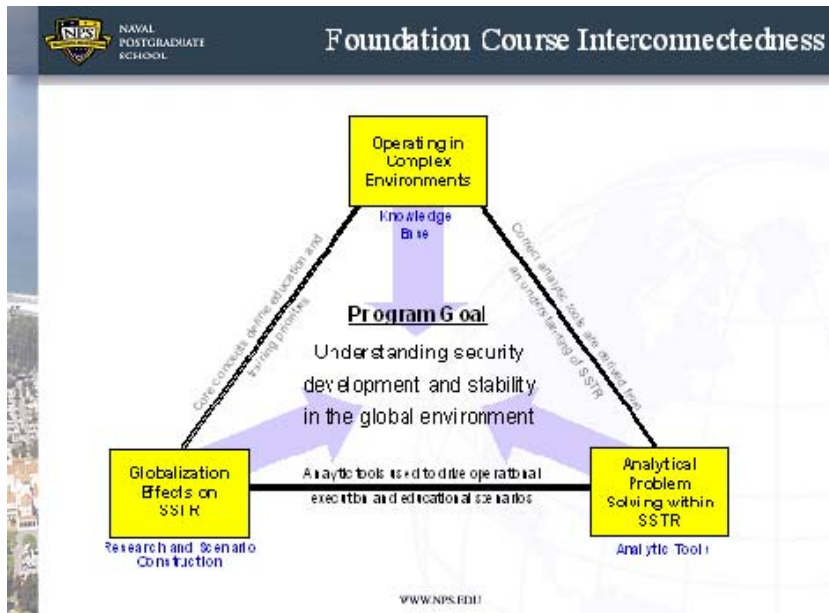 NPS
NAVAL
POSTGRADUATE
SCHOOL
Foundation Course Interconnectedness
Operating in
Complex
Environments
Knowledge
Base
Core concepts define education and
training priorities
Correct analytic tools are derived from
an understanding of SSTR
Program Goal
Understanding security
development and stability
in the global environment
Globalization
Effects on
SSTR
Analytic tools used to drive operational
execution and educational scenarios
Analytical
Problem
Solving within
SSTR
Research and Scenario
Construction
Analytic Tools
WWW.NPS.EDU